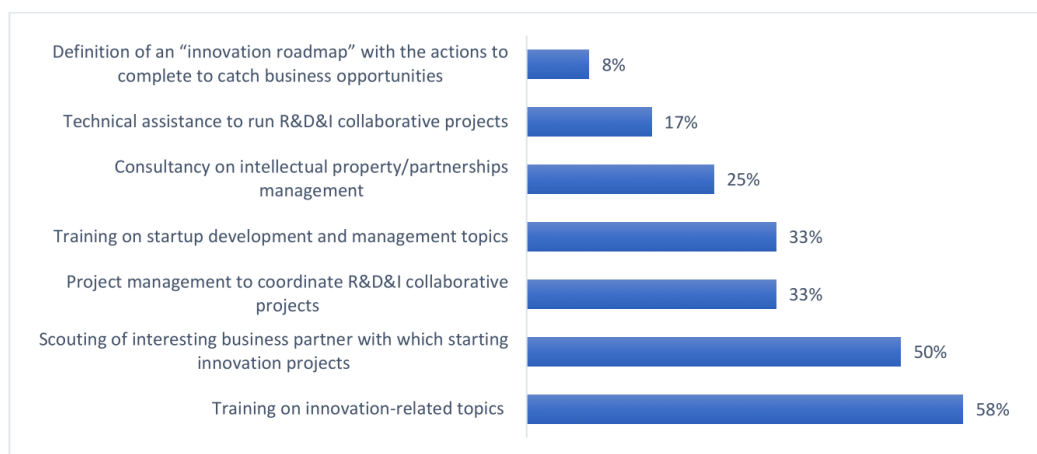 Definition of an “innovation roadmap” with the actions to
complete to catch business opportunities
8%
Technical assistance to run R&D&I collaborative projects
17%
Consultancy on intellectual property/partnerships
management
25%
Training on startup development and management topics
33%
Project management to coordinate R&D&I collaborative
projects
33%
Scouting of interesting business partner with which starting
innovation projects
50%
Training on innovation-related topics
58%